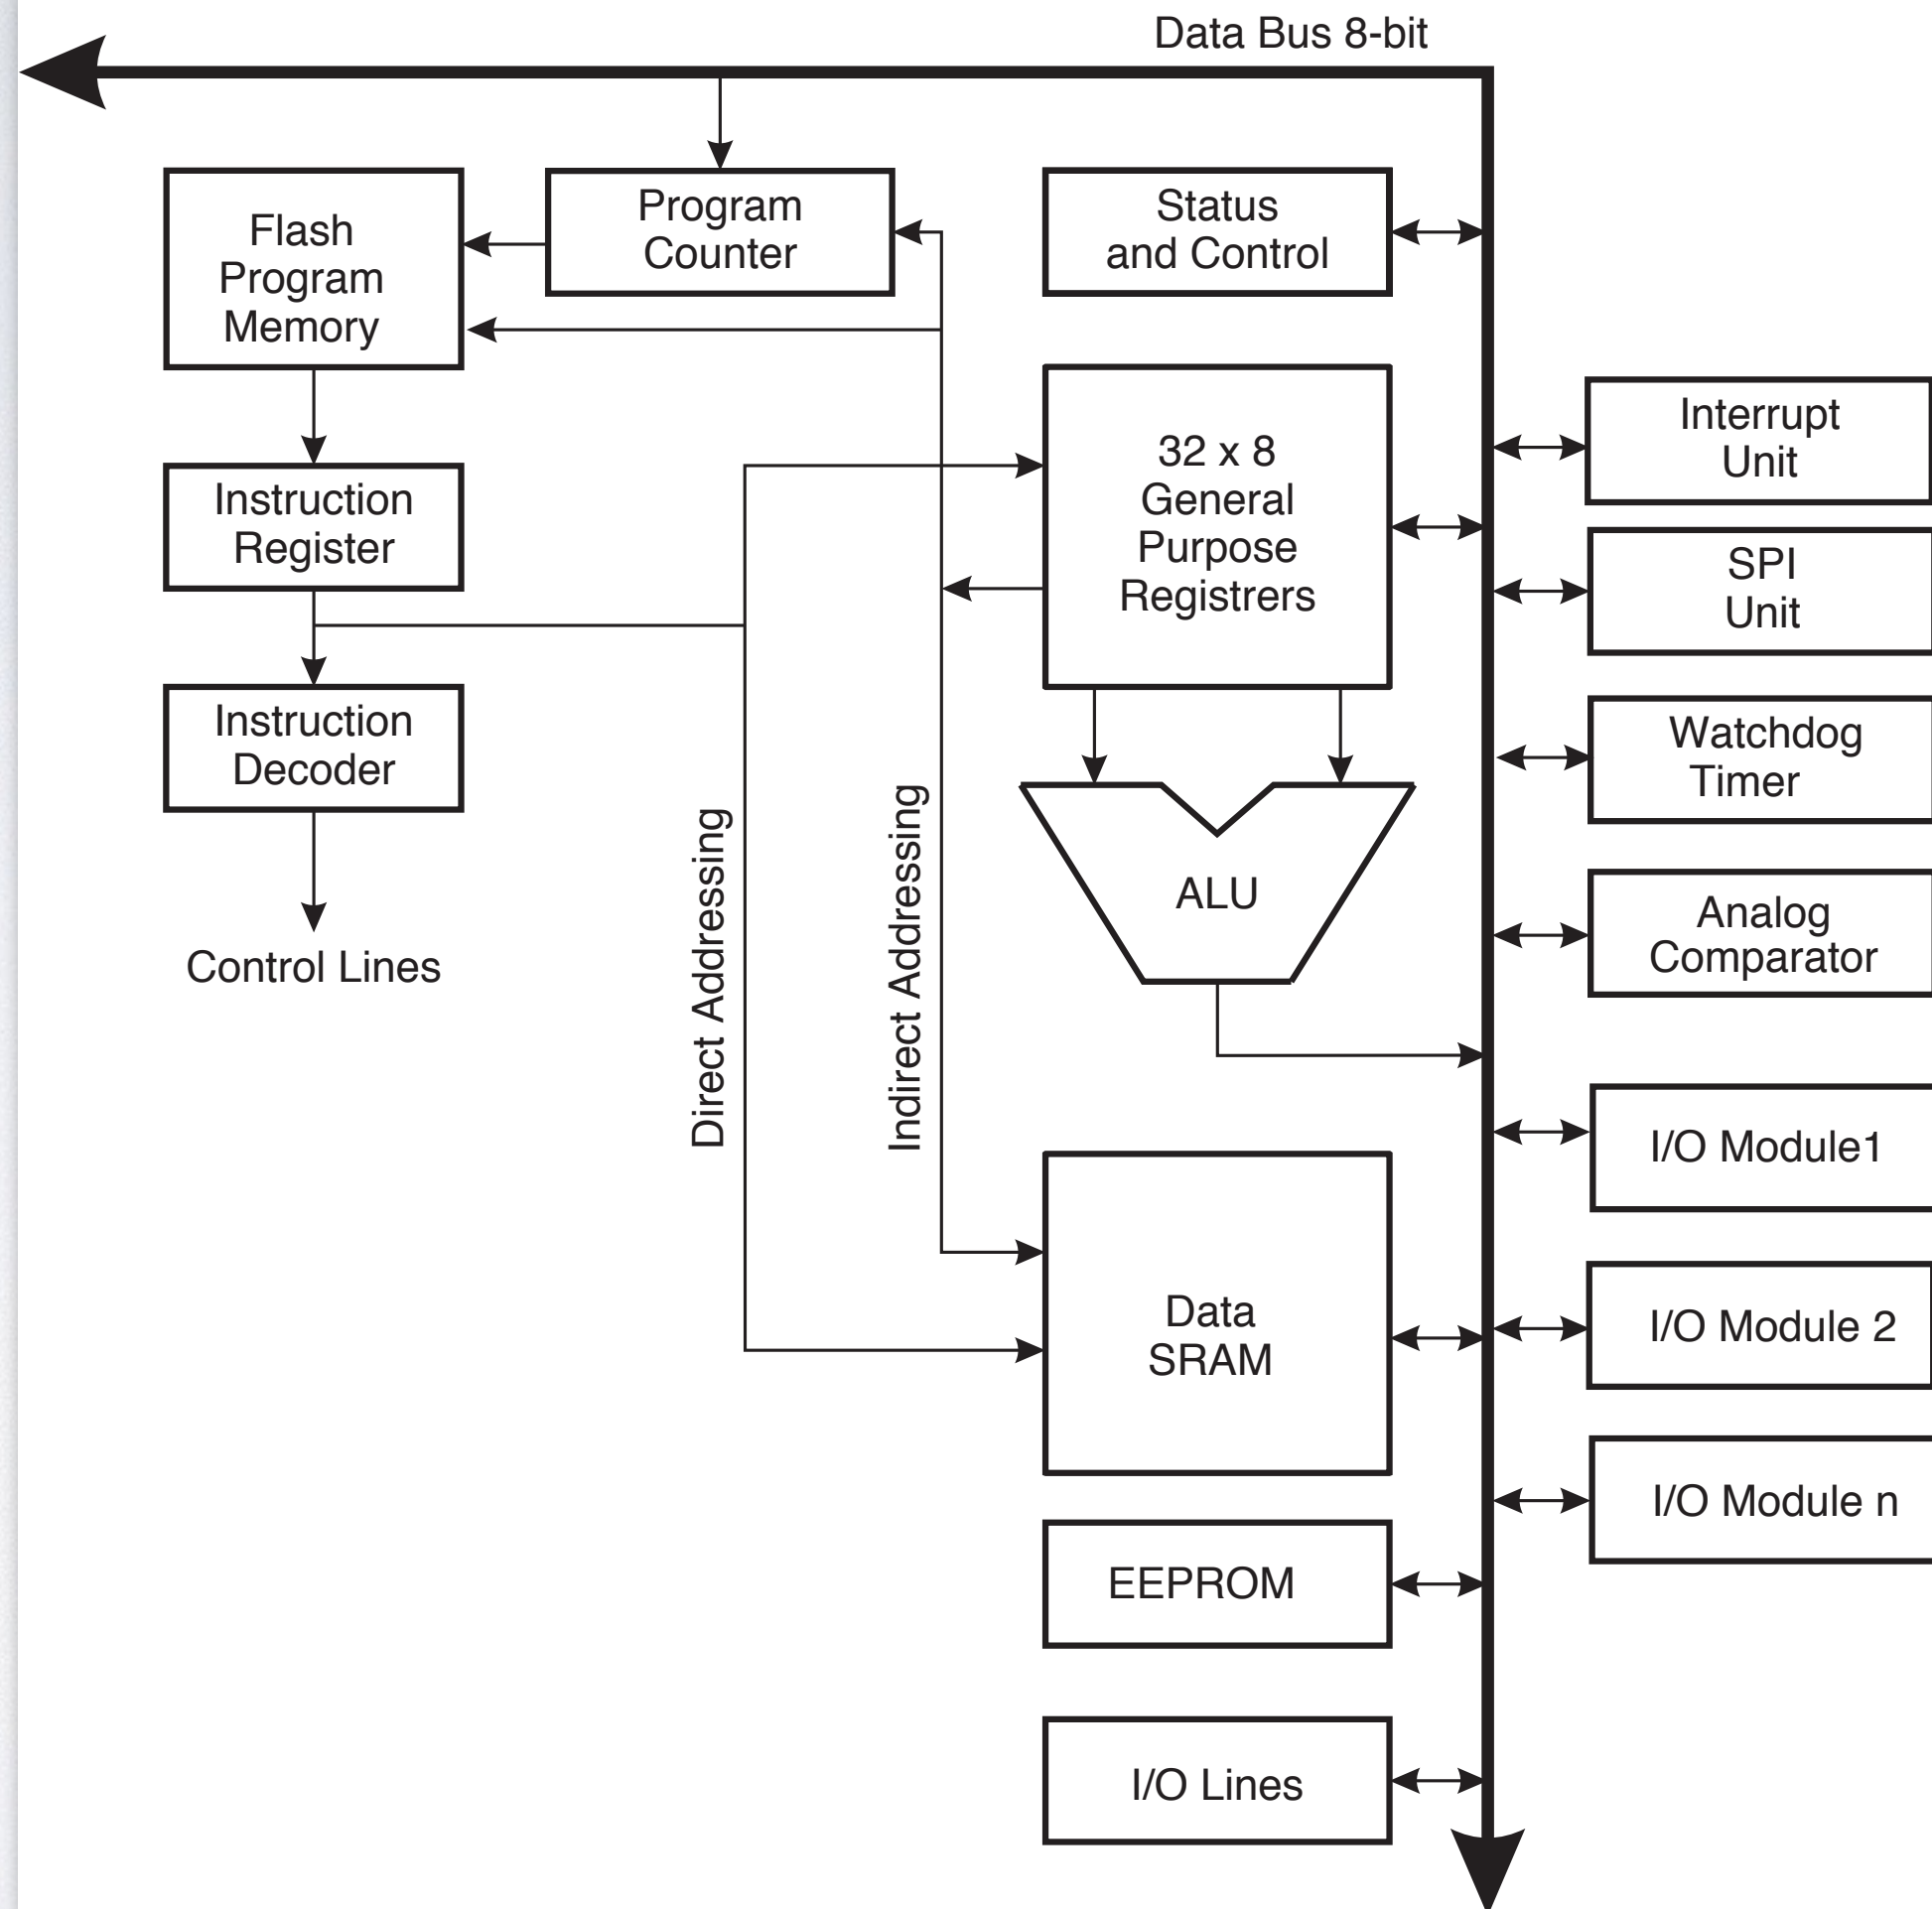 Data Bus 8-bit
Flash
Program
Memory
Program
Counter
Status
and Control
32 x 8
General
Purpose
Registrers
Instruction
Register
Instruction
Decoder
Control Lines
Direct Addressing
Indirect Addressing
ALU
Data
SRAM
EEPROM
I/O Lines
Interrupt
Unit
SPI
Unit
Watchdog
Timer
Analog
Comparator
I/O Module1
I/O Module 2
I/O Module n